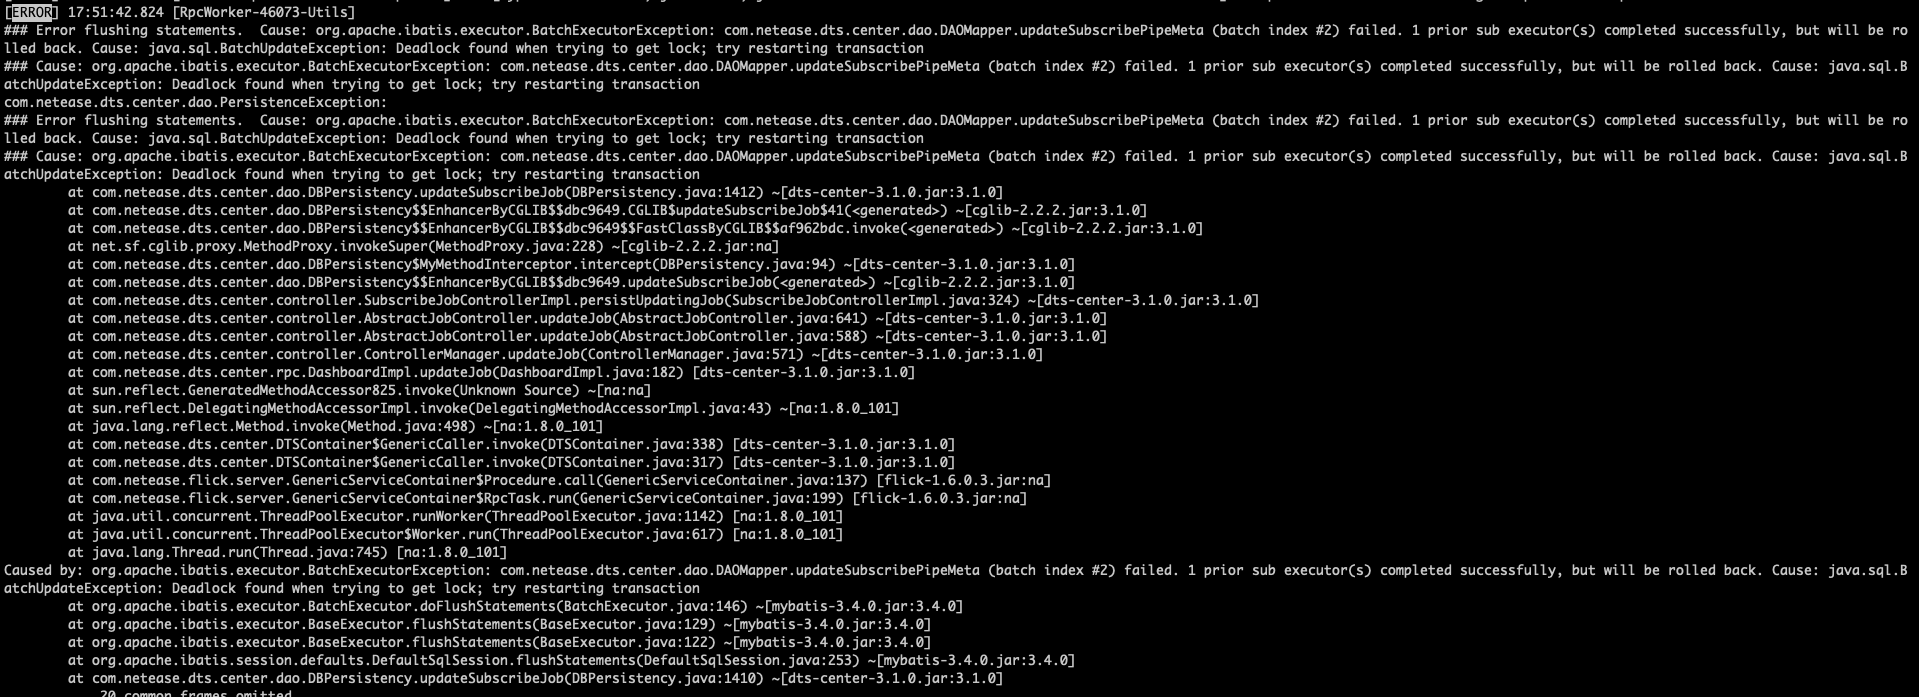 [ERROR] 17:51:42.824 [RpcWorker-46073-Utils]
### Error flushing statements.  Cause: org.apache.ibatis.executor.BatchExecutorException: com.netease.dts.center.dao.DAOMapper.updateSubscribePipeMeta (batch index #2) failed. 1 prior sub executor(s) completed successfully, but will be ro
lled back. Cause: java.sql.BatchUpdateException: Deadlock found when trying to get lock; try restarting transaction
### Cause: org.apache.ibatis.executor.BatchExecutorException: com.netease.dts.center.dao.DAOMapper.updateSubscribePipeMeta (batch index #2) failed. 1 prior sub executor(s) completed successfully, but will be rolled back. Cause: java.sql.B
atchUpdateException: Deadlock found when trying to get lock; try restarting transaction
com.netease.dts.center.dao.PersistenceException:
### Error flushing statements.  Cause: org.apache.ibatis.executor.BatchExecutorException: com.netease.dts.center.dao.DAOMapper.updateSubscribePipeMeta (batch index #2) failed. 1 prior sub executor(s) completed successfully, but will be ro
lled back. Cause: java.sql.BatchUpdateException: Deadlock found when trying to get lock; try restarting transaction
### Cause: org.apache.ibatis.executor.BatchExecutorException: com.netease.dts.center.dao.DAOMapper.updateSubscribePipeMeta (batch index #2) failed. 1 prior sub executor(s) completed successfully, but will be rolled back. Cause: java.sql.B
atchUpdateException: Deadlock found when trying to get lock; try restarting transaction
at com.netease.dts.center.dao.DBPersistency.updateSubscribeJob(DBPersistency.java:1412) ~[dts-center-3.1.0.jar:3.1.0]
at com.netease.dts.center.dao.DBPersistency$$EnhancerByCGLIB$$dbc9649.CGLIB$updateSubscribeJob$41(<generated>) ~[cglib-2.2.2.jar:3.1.0]
at com.netease.dts.center.dao.DBPersistency$$EnhancerByCGLIB$$dbc9649$$FastClassByCGLIB$$af962bdc.invoke(<generated>) ~[cglib-2.2.2.jar:3.1.0]
at net.sf.cglib.proxy.MethodProxy.invokeSuper(MethodProxy.java:228) ~[cglib-2.2.2.jar:na]
at com.netease.dts.center.dao.DBPersistency$MyMethodInterceptor.intercept(DBPersistency.java:94) ~[dts-center-3.1.0.jar:3.1.0]
at com.netease.dts.center.dao.DBPersistency$$EnhancerByCGLIB$$dbc9649.updateSubscribeJob(<generated>) ~[cglib-2.2.2.jar:3.1.0]
at com.netease.dts.center.controller.SubscribeJobControllerImpl.persistUpdatingJob(SubscribeJobControllerImpl.java:324) ~[dts-center-3.1.0.jar:3.1.0]
at com.netease.dts.center.controller.AbstractJobController.updateJob(AbstractJobController.java:641) ~[dts-center-3.1.0.jar:3.1.0]
at com.netease.dts.center.controller.AbstractJobController.updateJob(AbstractJobController.java:588) ~[dts-center-3.1.0.jar:3.1.0]
at com.netease.dts.center.controller.ControllerManager.updateJob(ControllerManager.java:571) ~[dts-center-3.1.0.jar:3.1.0]
at com.netease.dts.center.rpc.DashboardImpl.updateJob(DashboardImpl.java:182) [dts-center-3.1.0.jar:3.1.0]
at sun.reflect.GeneratedMethodAccessor825.invoke(Unknown Source) ~[na:na]
at sun.reflect.DelegatingMethodAccessorImpl.invoke(DelegatingMethodAccessorImpl.java:43) ~[na:1.8.0_101]
at java.lang.reflect.Method.invoke(Method.java:498) ~[na:1.8.0_101]
at com.netease.dts.center.DTSContainer$GenericCaller.invoke(DTSContainer.java:338) [dts-center-3.1.0.jar:3.1.0]
at com.netease.dts.center.DTSContainer$GenericCaller.invoke(DTSContainer.java:317) [dts-center-3.1.0.jar:3.1.0]
at com.netease.flick.server.GenericServiceContainer$Procedure.call(GenericServiceContainer.java:137) [flick-1.6.0.3.jar:na]
at com.netease.flick.server.GenericServiceContainer$RpcTask.run(GenericServiceContainer.java:199) [flick-1.6.0.3.jar:na]
at java.util.concurrent.ThreadPoolExecutor.runWorker(ThreadPoolExecutor.java:1142) [na:1.8.0_101]
at java.util.concurrent.ThreadPoolExecutor$Worker.run(ThreadPoolExecutor.java:617) [na:1.8.0_101]
at java.lang.Thread.run(Thread.java:745) [na:1.8.0_101]
Caused by: org.apache.ibatis.executor.BatchExecutorException: com.netease.dts.center.dao.DAOMapper.updateSubscribePipeMeta (batch index #2) failed. 1 prior sub executor(s) completed successfully, but will be rolled back. Cause: java.sql.B
atchUpdateException: Deadlock found when trying to get lock; try restarting transaction
at org.apache.ibatis.executor.BatchExecutor.doFlushStatements(BatchExecutor.java:146) ~[mybatis-3.4.0.jar:3.4.0]
at org.apache.ibatis.executor.BaseExecutor.flushStatements(BaseExecutor.java:129) ~[mybatis-3.4.0.jar:3.4.0]
at org.apache.ibatis.executor.BaseExecutor.flushStatements(BaseExecutor.java:122) ~[mybatis-3.4.0.jar:3.4.0]
at org.apache.ibatis.session.defaults.DefaultSqlSession.flushStatements(DefaultSqlSession.java:253) ~[mybatis-3.4.0.jar:3.4.0]
at com.netease.dts.center.dao.DBPersistency.updateSubscribeJob(DBPersistency.java:1410) ~[dts-center-3.1.0.jar:3.1.0]
20 common frames omitted